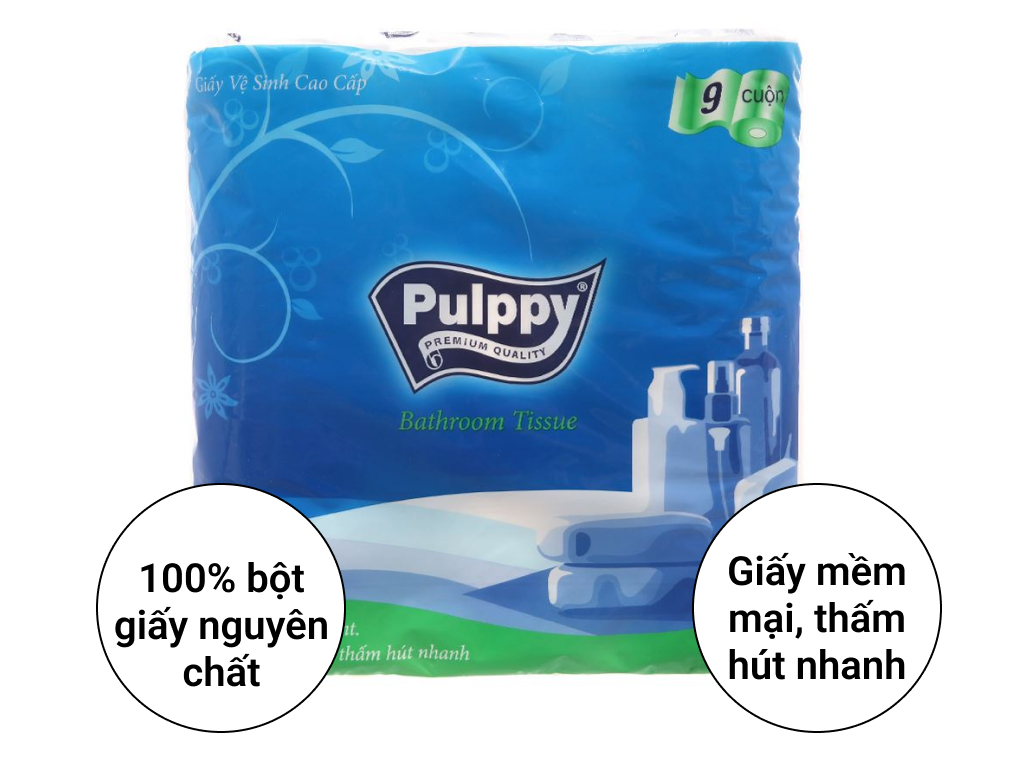 Giấy Vệ Sinh Cao Cấp
9 cuộn
Pulppy®
PREMIUM QUALITY
Bathroom Tissue
100% bột
giấy nguyên
chất
Giấy mềm
mại, thấm
hút nhanh
thấm hút nhanh